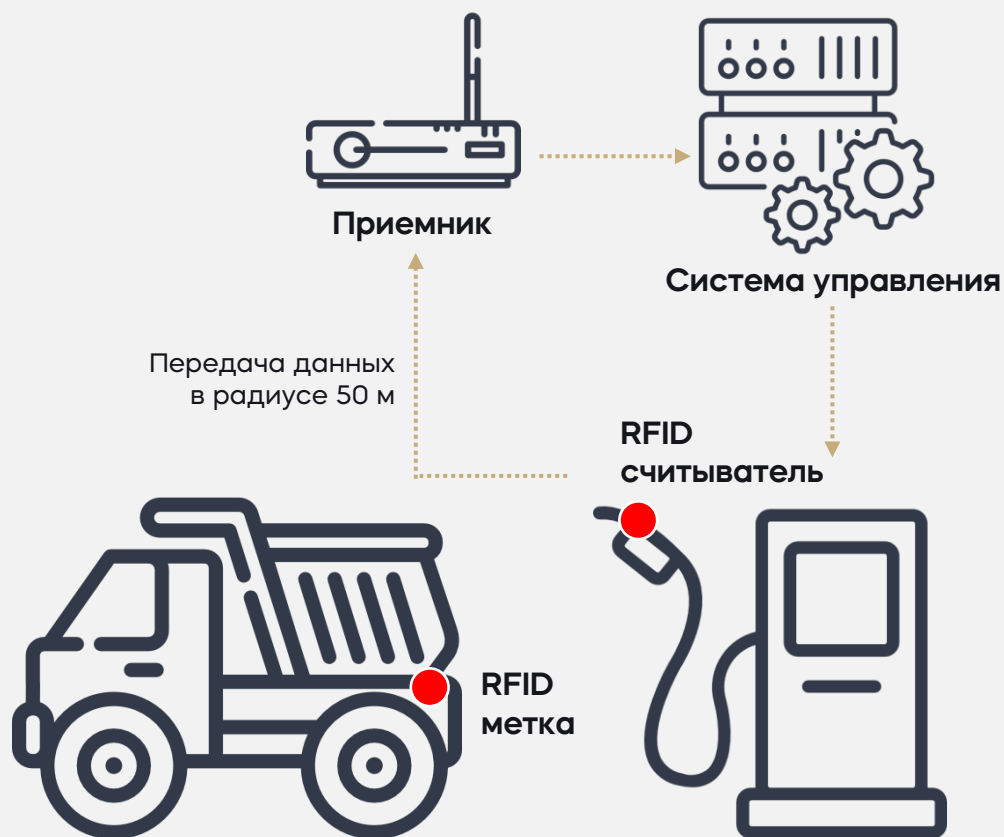 Приемник
Система управления
Передача данных
в радиусе 50 м
RFID
считыватель
RFID
метка